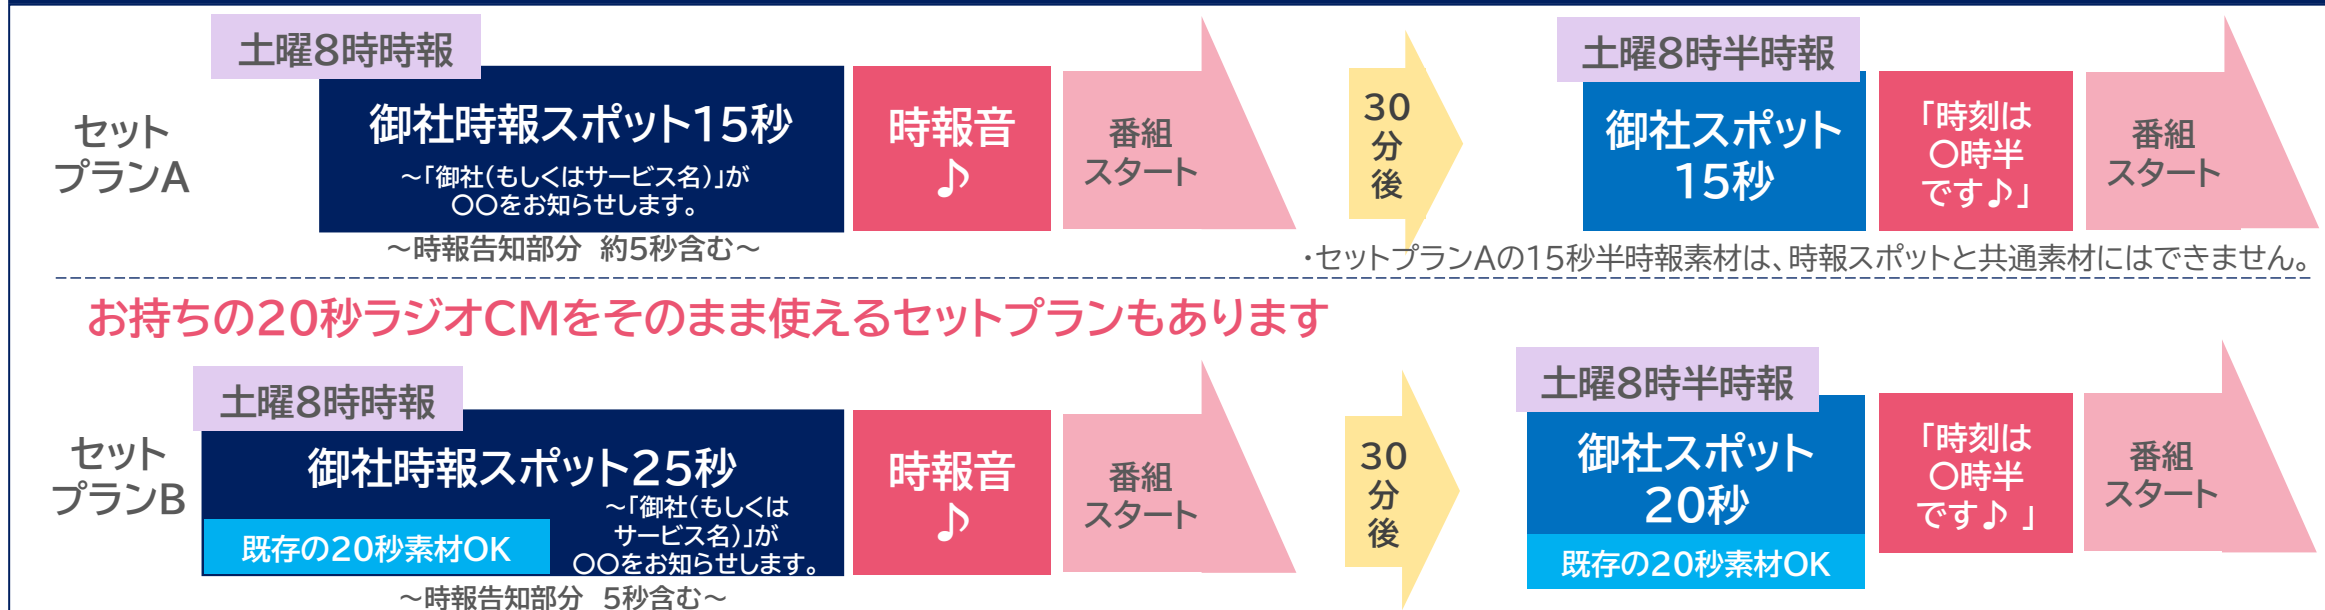 土曜8時時報
セット
プランA
御社時報スポット15秒
～「御社(もしくはサービス名)」が
〇〇をお知らせします。
～時報告知部分 約5秒含む～
時報音
♪
番組
スタート
30
分
後
土曜8時半時報
御社スポット
15秒
「時刻は
〇時半
です♪」
番組
スタート
・セットプランAの15秒半時報素材は、時報スポットと共通素材にはできません。
お持ちの20秒ラジオCMをそのまま使えるセットプランもあります
土曜8時時報
セット
プランB
御社時報スポット25秒
既存の20秒素材OK
～「御社(もしくは
サービス名)」が
〇〇をお知らせします。
～時報告知部分 5秒含む～
時報音
♪
番組
スタート
30
分
後
土曜8時半時報
御社スポット
20秒
既存の20秒素材OK
「時刻は
〇時半
です♪ 」
番組
スタート